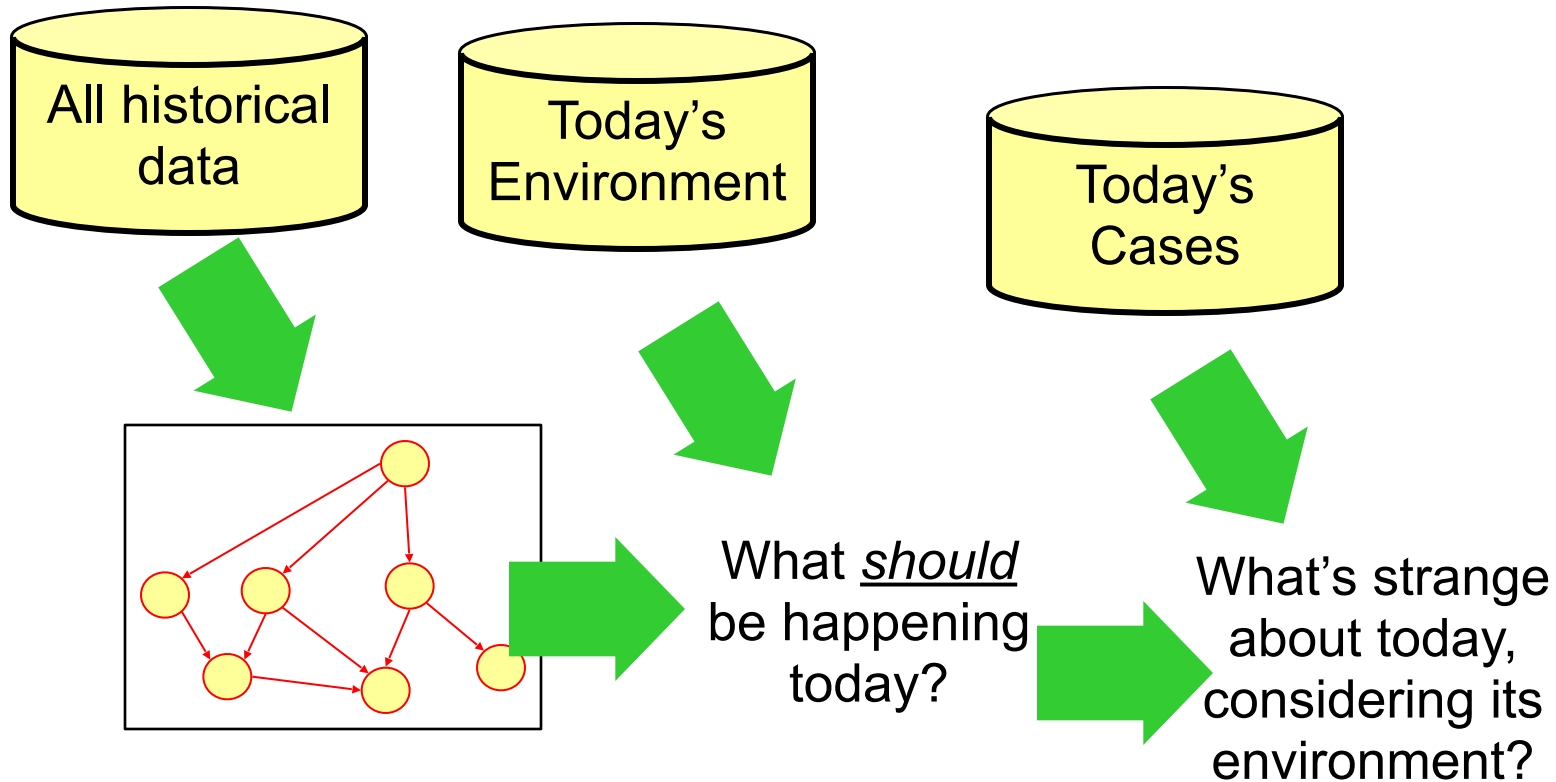 All historical
data
Today’s
Environment
Today’s
Cases
What should
be happening
today?
What’s strange
about today,
considering its
environment?